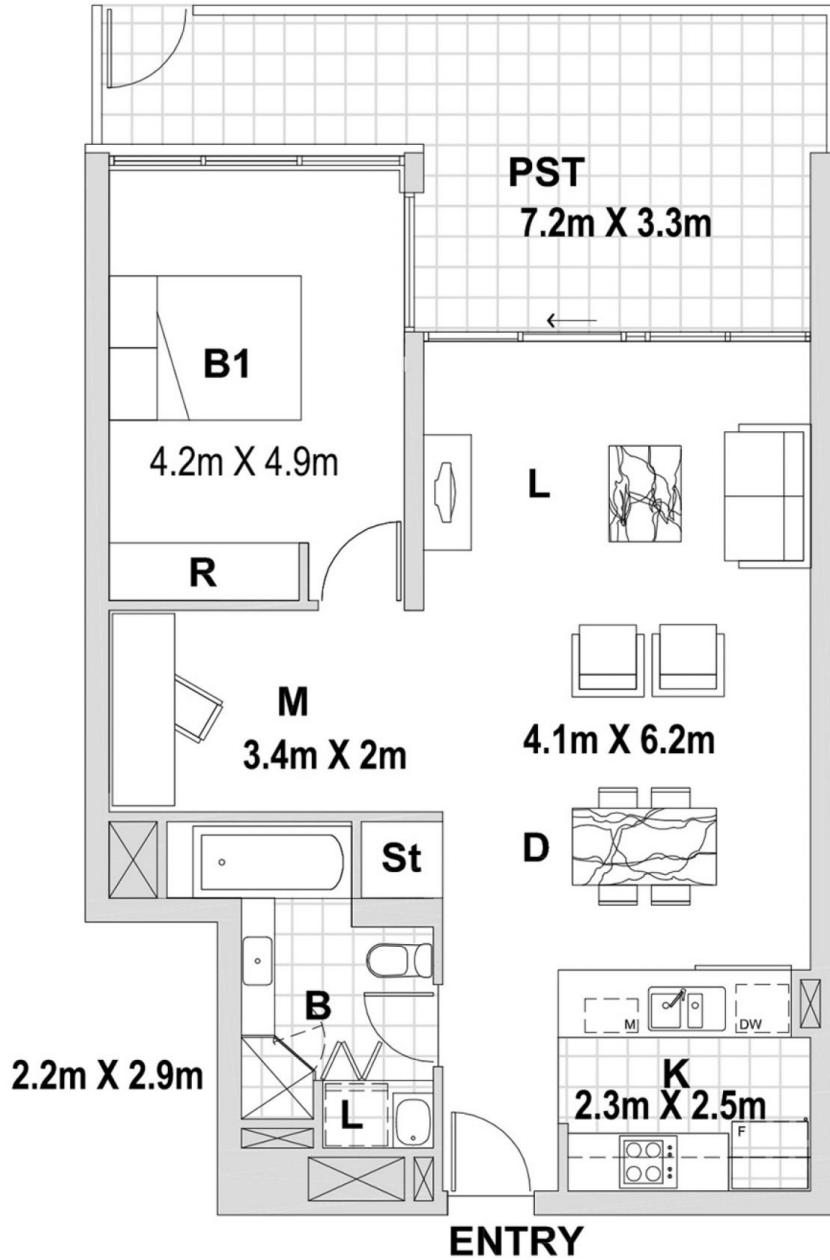 PST
7.2m X 3.3m
B1
4.2m X 4.9m
L
R
M
3.4m X 2m
4.1m X 6.2m
St
D
B
M
DW
2.2m X 2.9m
K
2.3m X 2.5m
L
F
ENTRY